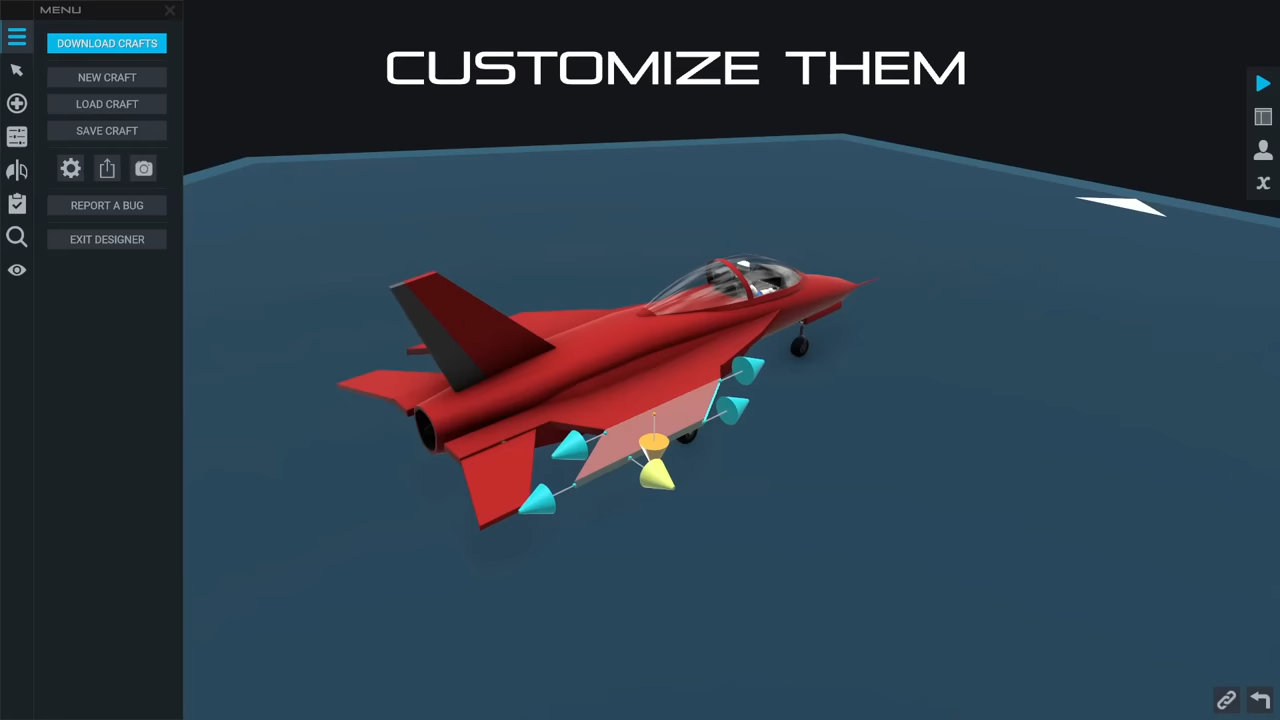 MENU
CUSTOMIZE THEM
DOWNLOAD CRAFTS
NEW CRAFT
LOAD CRAFT
SAVE CRAFT
REPORT A BUG
EXIT DESIGNER